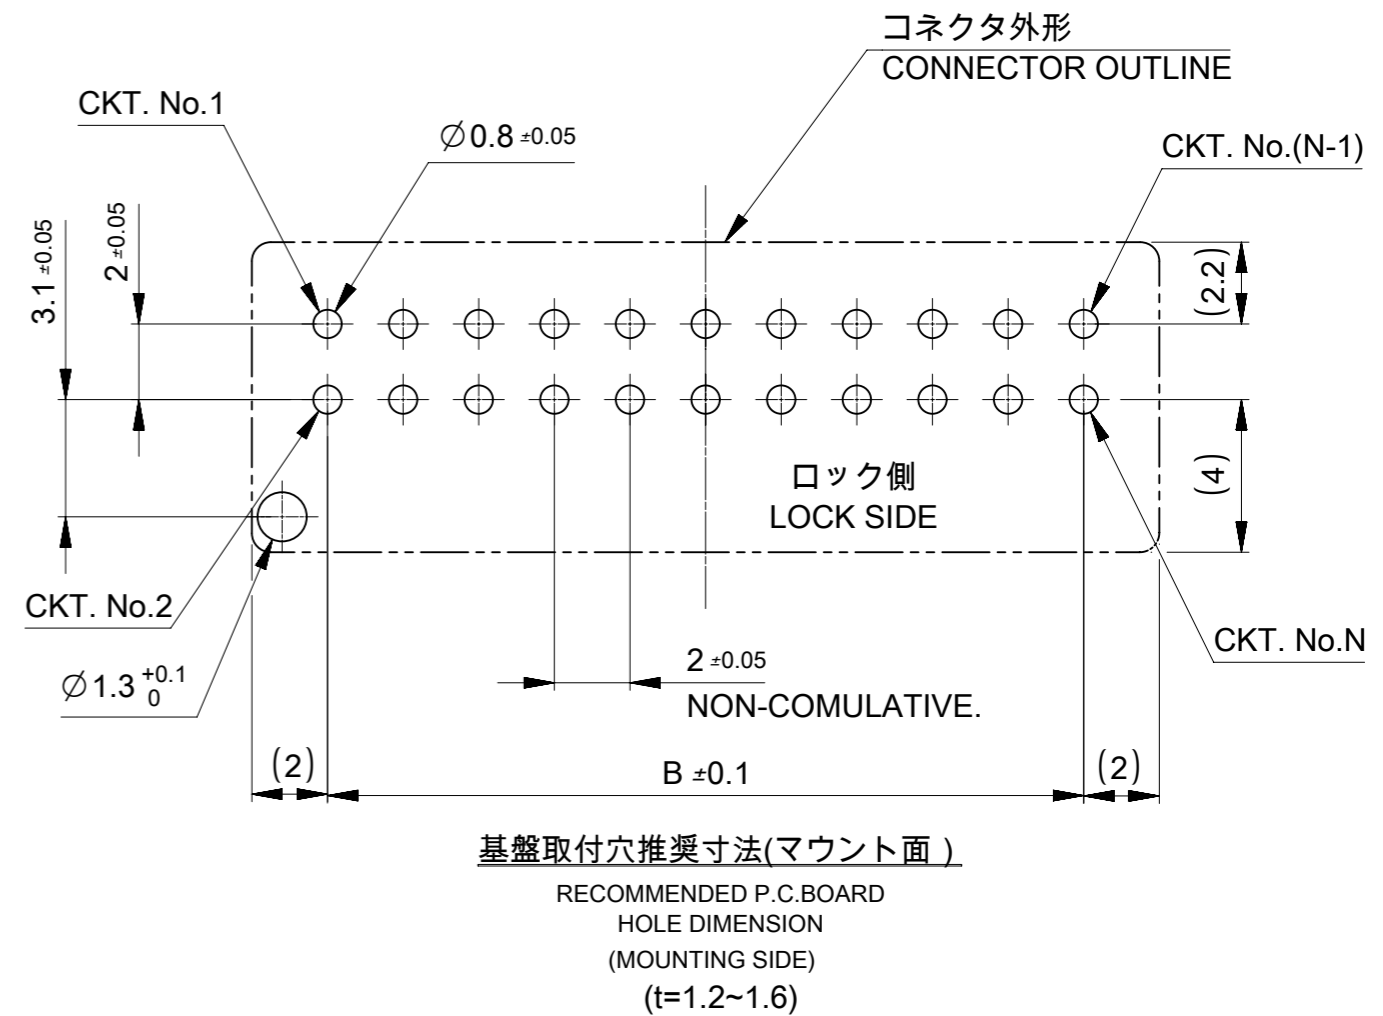 コネクタ外形
CONNECTOR OUTLINE
CKT. No.1
∅0.8 ±0.05
CKT. No.(N-1)
3.1 ±0.05
2 ±0.05
(2.2)
(4)
ロック側
LOCK SIDE
CKT. No.2
CKT. No.N
∅1.3 +0.1 0
2 ±0.05
NON-COMULATIVE.
(2)
B ±0.1
(2)
基盤取付穴推奨寸法(マウント面 )
RECOMMENDED P.C.BOARD
HOLE DIMENSION
(MOUNTING SIDE)
(t=1.2~1.6)